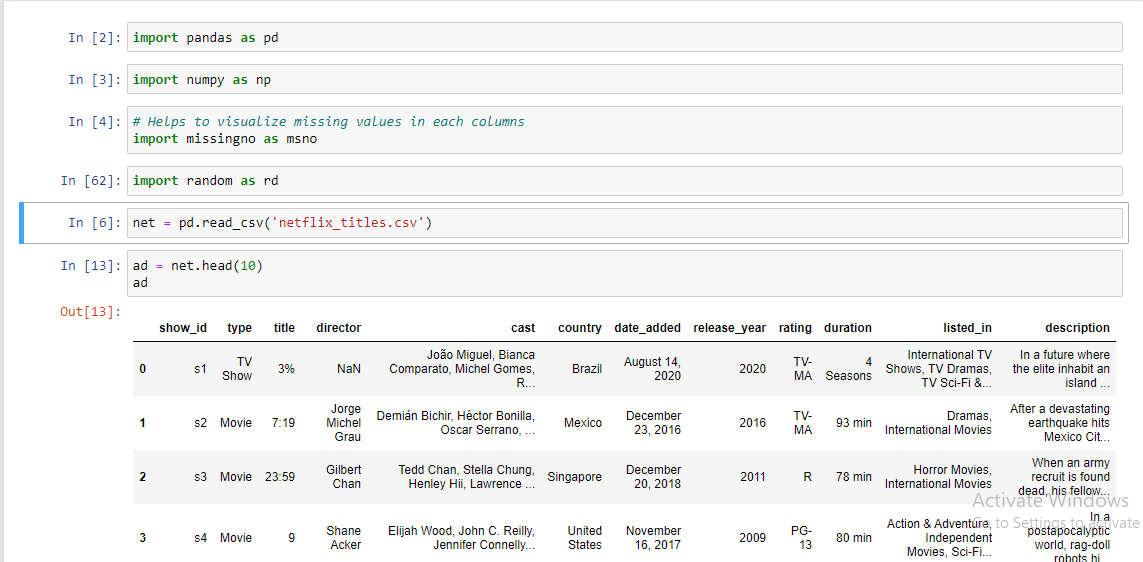 In [2]: import pandas as pd
In [3]: import numpy as np
In [4]: # Helps to visualize missing values in each columns
import missingno as msno
In [62]: import random as rd
In [6]: net = pd.read_csv('netflix_titles.csv')
In [13]: ad = net.head(10)
ad
Out[13]:
show_id type title director cast country date_added release_year rating duration listed_in description
0 s1 TV Show 3% NaN João Miguel, Bianca Comparato, Michel Gomes, R... Brazil August 14, 2020 2020 TV-MA 4 Seasons International TV Shows, TV Dramas, TV Sci-Fi &... In a future where the elite inhabit an island ...
1 s2 Movie 7:19 Jorge Michel Grau Demián Bichir, Héctor Bonilla, Oscar Serrano, ... Mexico December 23, 2016 2016 TV-MA 93 min Dramas, International Movies After a devastating earthquake hits Mexico Cit...
2 s3 Movie 23:59 Gilbert Chan Tedd Chan, Stella Chung, Henley Hii, Lawrence ... Singapore December 20, 2018 2011 R 78 min Horror Movies, International Movies When an army recruit is found dead, his fellow...
3 s4 Movie 9 Shane Acker Elijah Wood, John C. Reilly, Jennifer Connelly... United States November 16, 2017 2009 PG-13 80 min Action & Adventure, Independent Movies, Sci-Fi... In a postapocalyptic world, rag-doll robots hi...
Activate Windows
Go to Settings to activate